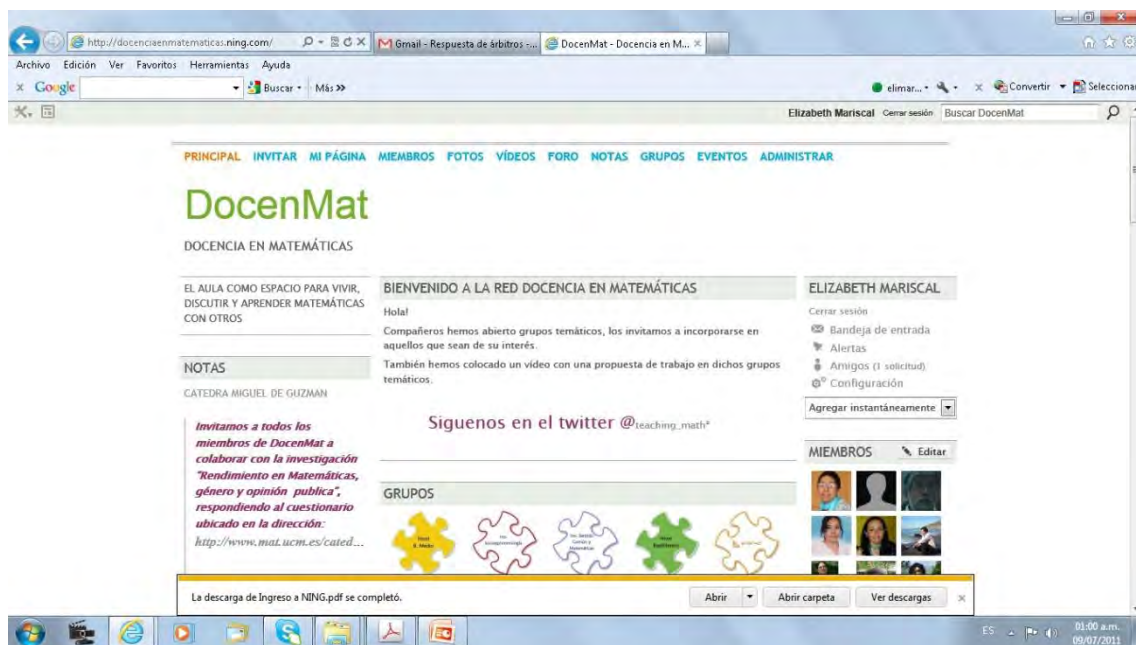 http://docenciaenmatematicas.ning.com/
Gmail - Respuesta de árbitros -...
DocenMat - Docencia en M...
Archivo Edición Ver Favoritos Herramientas Ayuda
x Google
Buscar
Más >>
elimar...
Convertir
Seleccionar
Elizabeth Mariscal Cerrar sesión Buscar DocenMat
PRINCIPAL INVITAR MI PÁGINA MIEMBROS FOTOS VÍDEOS FORO NOTAS GRUPOS EVENTOS ADMINISTRAR
DocenMat
DOCENCIA EN MATEMÁTICAS
EL AULA COMO ESPACIO PARA VIVIR,
DISCUTIR Y APRENDER MATEMÁTICAS
CON OTROS
NOTAS
CATEDRA MIGUEL DE GUZMAN
Invitamos a todos los
miembros de DocenMat a
colaborar con la investigación
"Rendimiento en Matemáticas,
género y opinión publica",
respondiendo al cuestionario
ubicado en la dirección:
http://www.mat.ucm.es/cated...
BIENVENIDO A LA RED DOCENCIA EN MATEMÁTICAS
Hola!
Compañeros hemos abierto grupos temáticos, los invitamos a incorporarse en
aquellos que sean de su interés.
También hemos colocado un vídeo con una propuesta de trabajo en dichos grupos
temáticos.
Siguenos en el twitter @teaching_math"
GRUPOS
ELIZABETH MARISCAL
Cerrar sesión
Bandeja de entrada
Alertas
Amigos (1 solicitud)
Configuración
Agregar instantáneamente
MIEMBROS
Editar
La descarga de Ingreso a NING.pdf se completó.
Abrir
Abrir carpeta
Ver descargas
ES
01:00 a.m.
09/07/2011